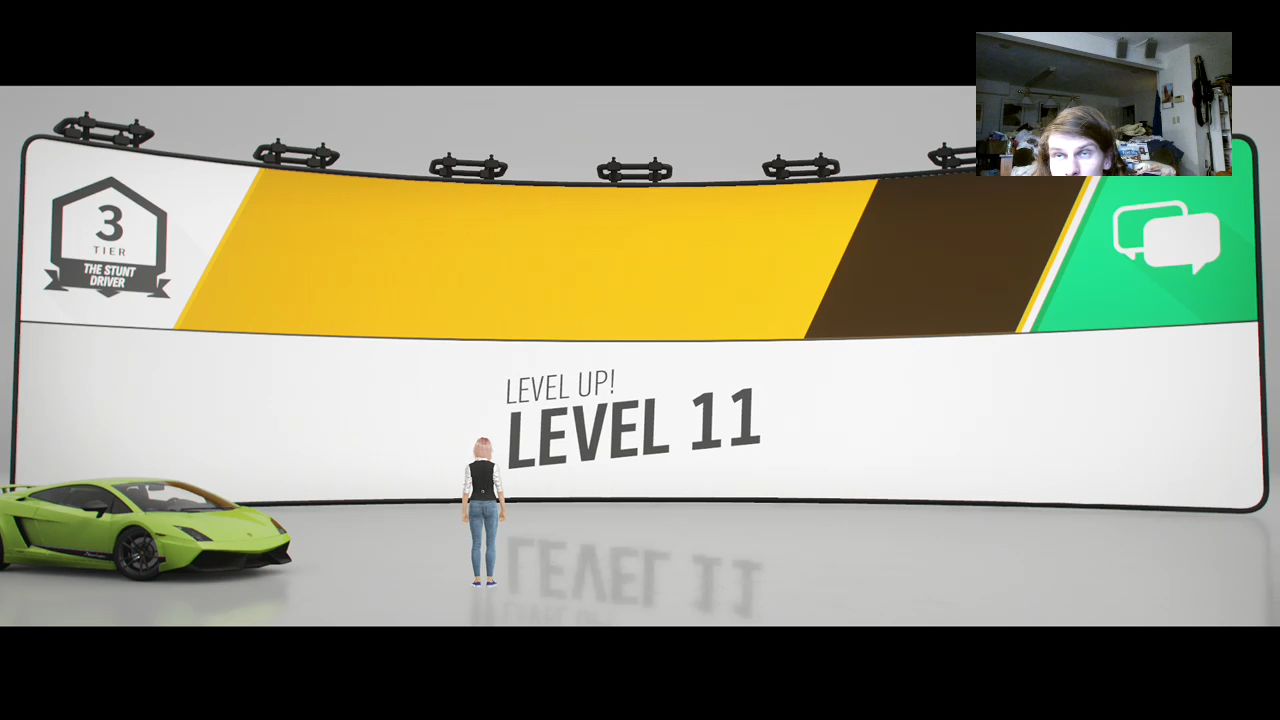 3
TIER
THE STUNT
DRIVER
LEVEL UP!
LEVEL 11